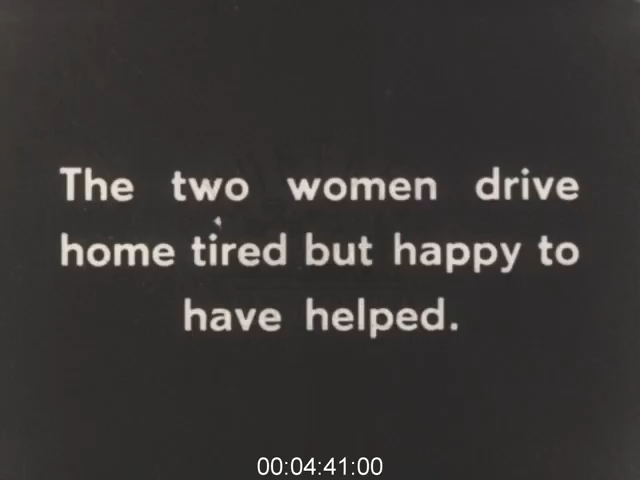 The two women drive
home tired but happy to
have helped.
00:04:41:00